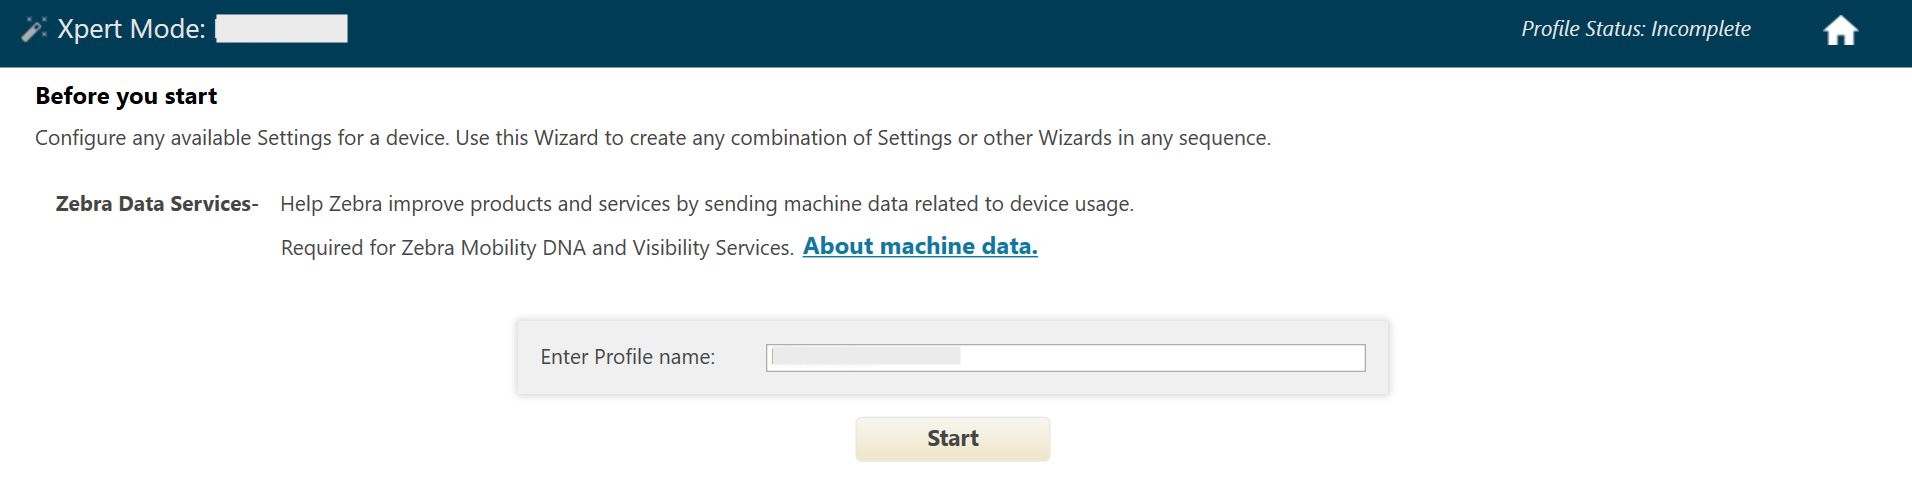 Xpert Mode:
Profile Status: Incomplete
Before you start
Configure any available Settings for a device. Use this Wizard to create any combination of Settings or other Wizards in any sequence.
Zebra Data Services- Help Zebra improve products and services by sending machine data related to device usage.
Required for Zebra Mobility DNA and Visibility Services. About machine data.
Enter Profile name:
Start